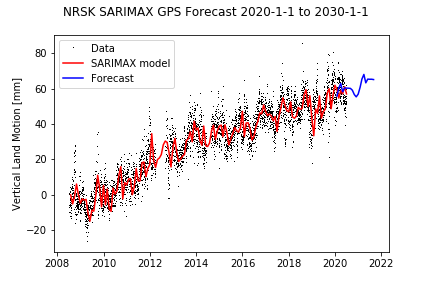 NRSK SARIMAX GPS Forecast 2020-1-1 to 2030-1-1
Data
SARIMAX model
Forecast
Vertical Land Motion [mm]
80
60
40
20
0
−20
2008 2010 2012 2014 2016 2018 2020 2022